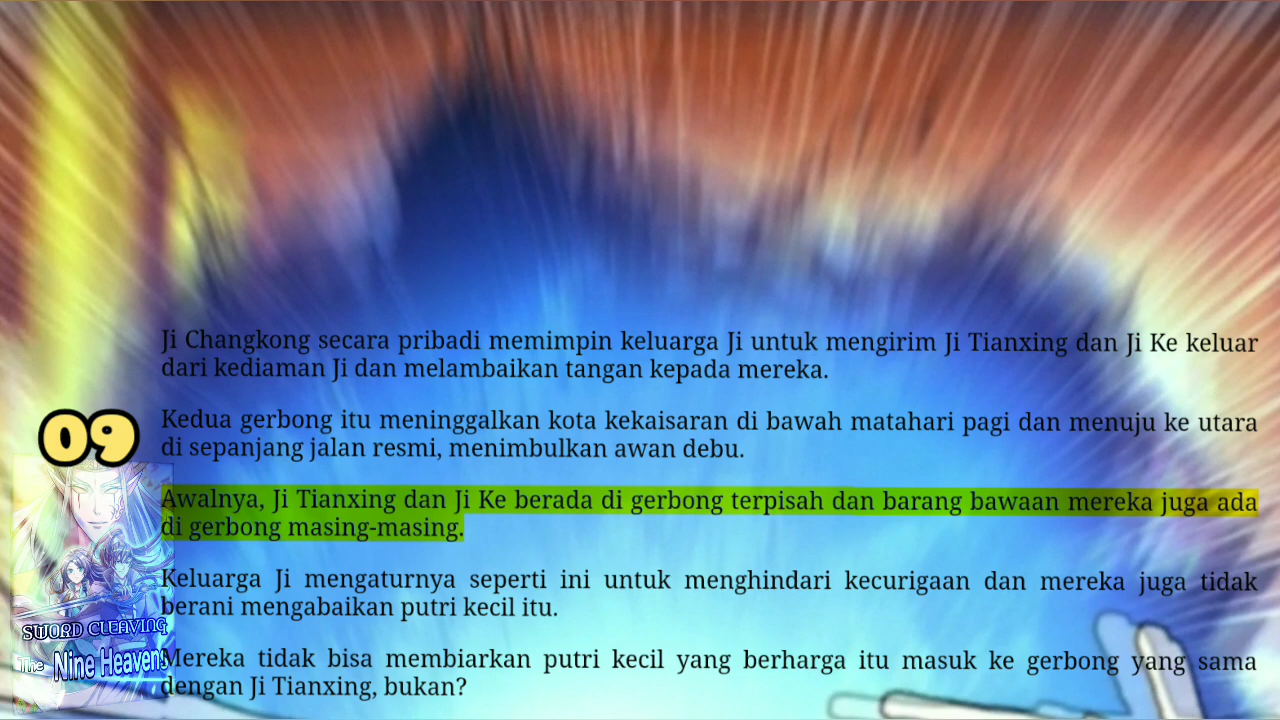 Ji Changkong secara pribadi memimpin keluarga Ji untuk mengirim Ji Tianxing dan Ji Ke keluar
dari kediaman Ji dan melambaikan tangan kepada mereka.
Kedua gerbong itu meninggalkan kota kekaisaran di bawah matahari pagi dan menuju ke utara
di sepanjang jalan resmi, menimbulkan awan debu.
09
Awalnya, Ji Tianxing dan Ji Ke berada di gerbong terpisah dan barang bawaan mereka juga ada
di gerbong masing-masing.
Keluarga Ji mengaturnya seperti ini untuk menghindari kecurigaan dan mereka juga tidak
berani mengabaikan putri kecil itu.
Mereka tidak bisa membiarkan putri kecil yang berharga itu masuk ke gerbong yang sama
dengan Ji Tianxing, bukan?
SWORD CLEAVING
The Nine Heavens